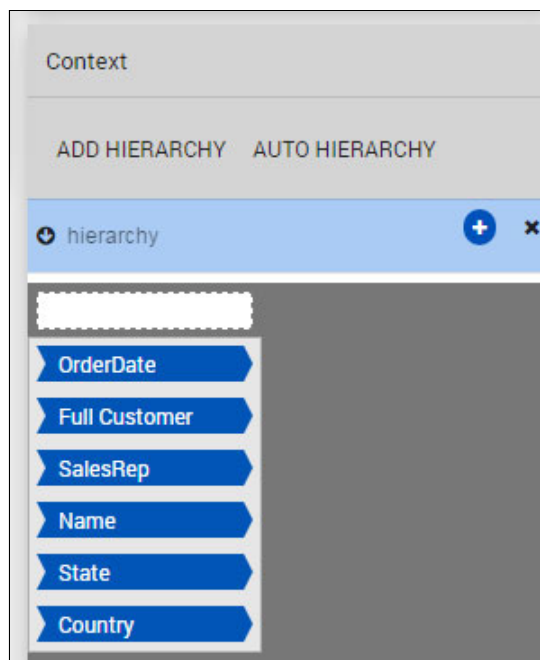 Context
ADD HIERARCHY AUTO HIERARCHY
hierarchy
OrderDate
Full Customer
SalesRep
Name
State
Country